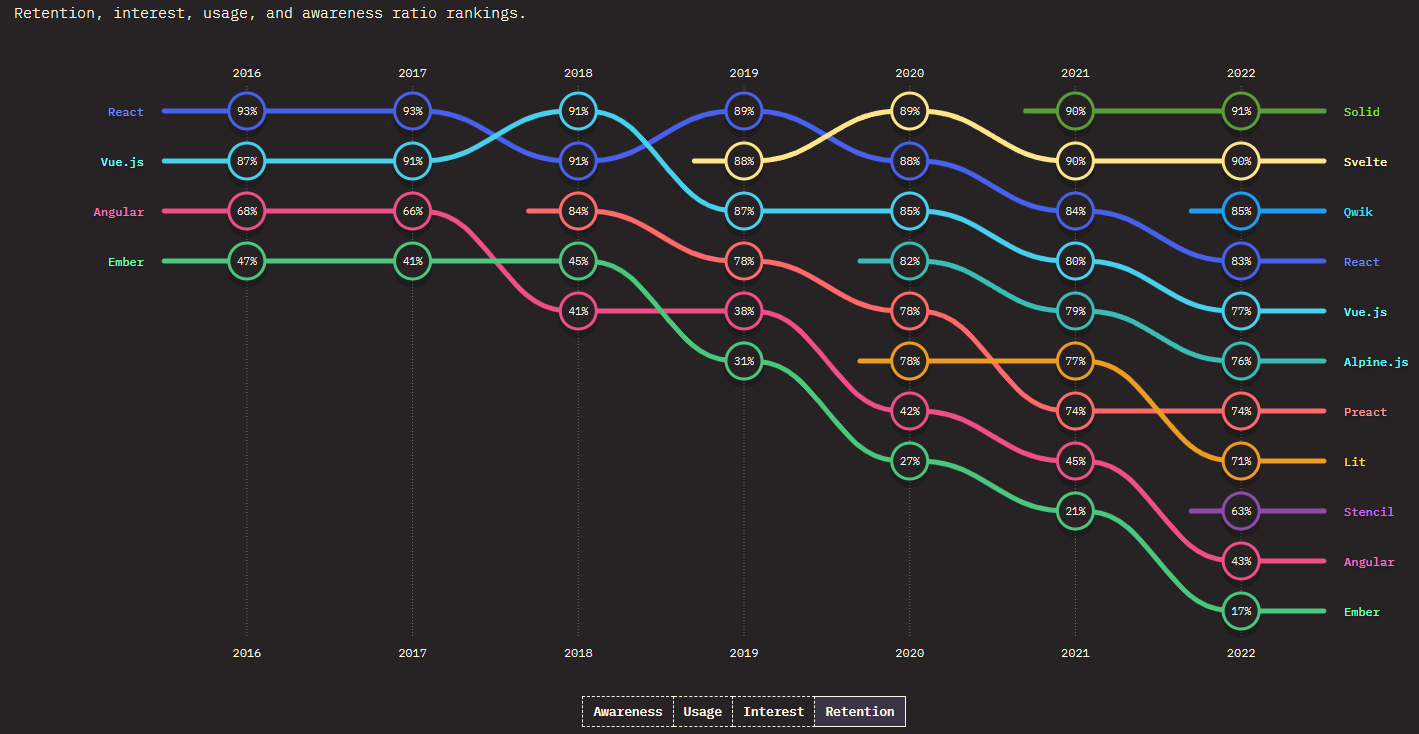 Retention, interest, usage, and awareness ratio rankings.
2016 2017 2018 2019 2020 2021 2022
React 93% 93% 91% 89% 89% 90% 91% Solid
Vue.js 87% 91% 91% 88% 88% 90% 90% Svelte
Angular 68% 66% 84% 87% 85% 84% 85% Qwik
Ember 47% 41% 45% 78% 82% 80% 83% React
41% 38% 78% 79% 77% Vue.js
31% 78% 77% 76% Alpine.js
42% 74% 74% Preact
27% 45% 71% Lit
21% 63% Stencil
43% Angular
17% Ember
2016 2017 2018 2019 2020 2021 2022
Awareness Usage Interest Retention